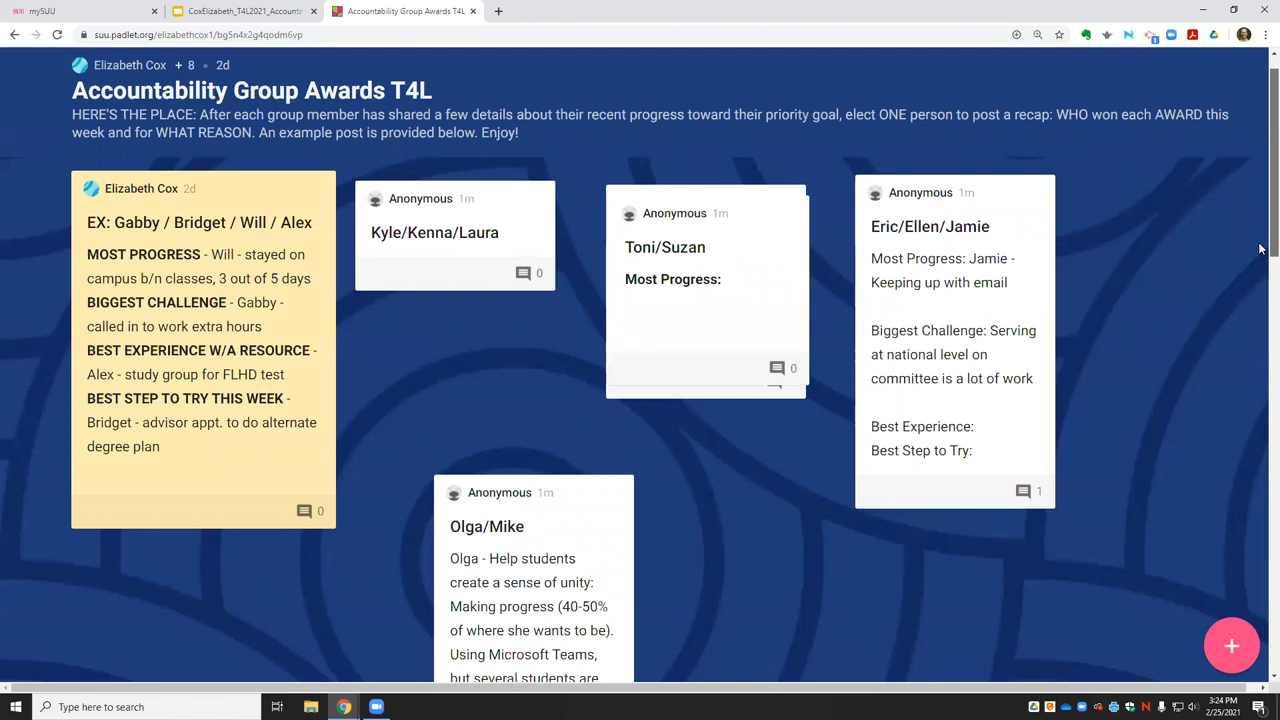 mySUU
CoxElizabeth_T4L2021_Accounta
Accountability Group Awards T4L
suu.padlet.org/elizabethcox1/bg5n4x2g4qodm6vp
Elizabeth Cox + 8 • 2d
Accountability Group Awards T4L
HERE'S THE PLACE: After each group member has shared a few details about their recent progress toward their priority goal, elect ONE person to post a recap: WHO won each AWARD this
week and for WHAT REASON. An example post is provided below. Enjoy!
Elizabeth Cox 2d
EX: Gabby / Bridget / Will / Alex
MOST PROGRESS - Will - stayed on
campus b/n classes, 3 out of 5 days
BIGGEST CHALLENGE - Gabby -
called in to work extra hours
BEST EXPERIENCE W/A RESOURCE -
Alex - study group for FLHD test
BEST STEP TO TRY THIS WEEK -
Bridget - advisor appt. to do alternate
degree plan
0
Anonymous 1m
Kyle/Kenna/Laura
0
Anonymous 1m
Toni/Suzan
Most Progress:
0
Anonymous 1m
Eric/Ellen/Jamie
Most Progress: Jamie -
Keeping up with email
Biggest Challenge: Serving
at national level on
committee is a lot of work
Best Experience:
Best Step to Try:
1
Anonymous 1m
Olga/Mike
Olga - Help students
create a sense of unity:
Making progress (40-50%
of where she wants to be).
Using Microsoft Teams,
but several students are
Type here to search
3:24 PM
2/25/2021